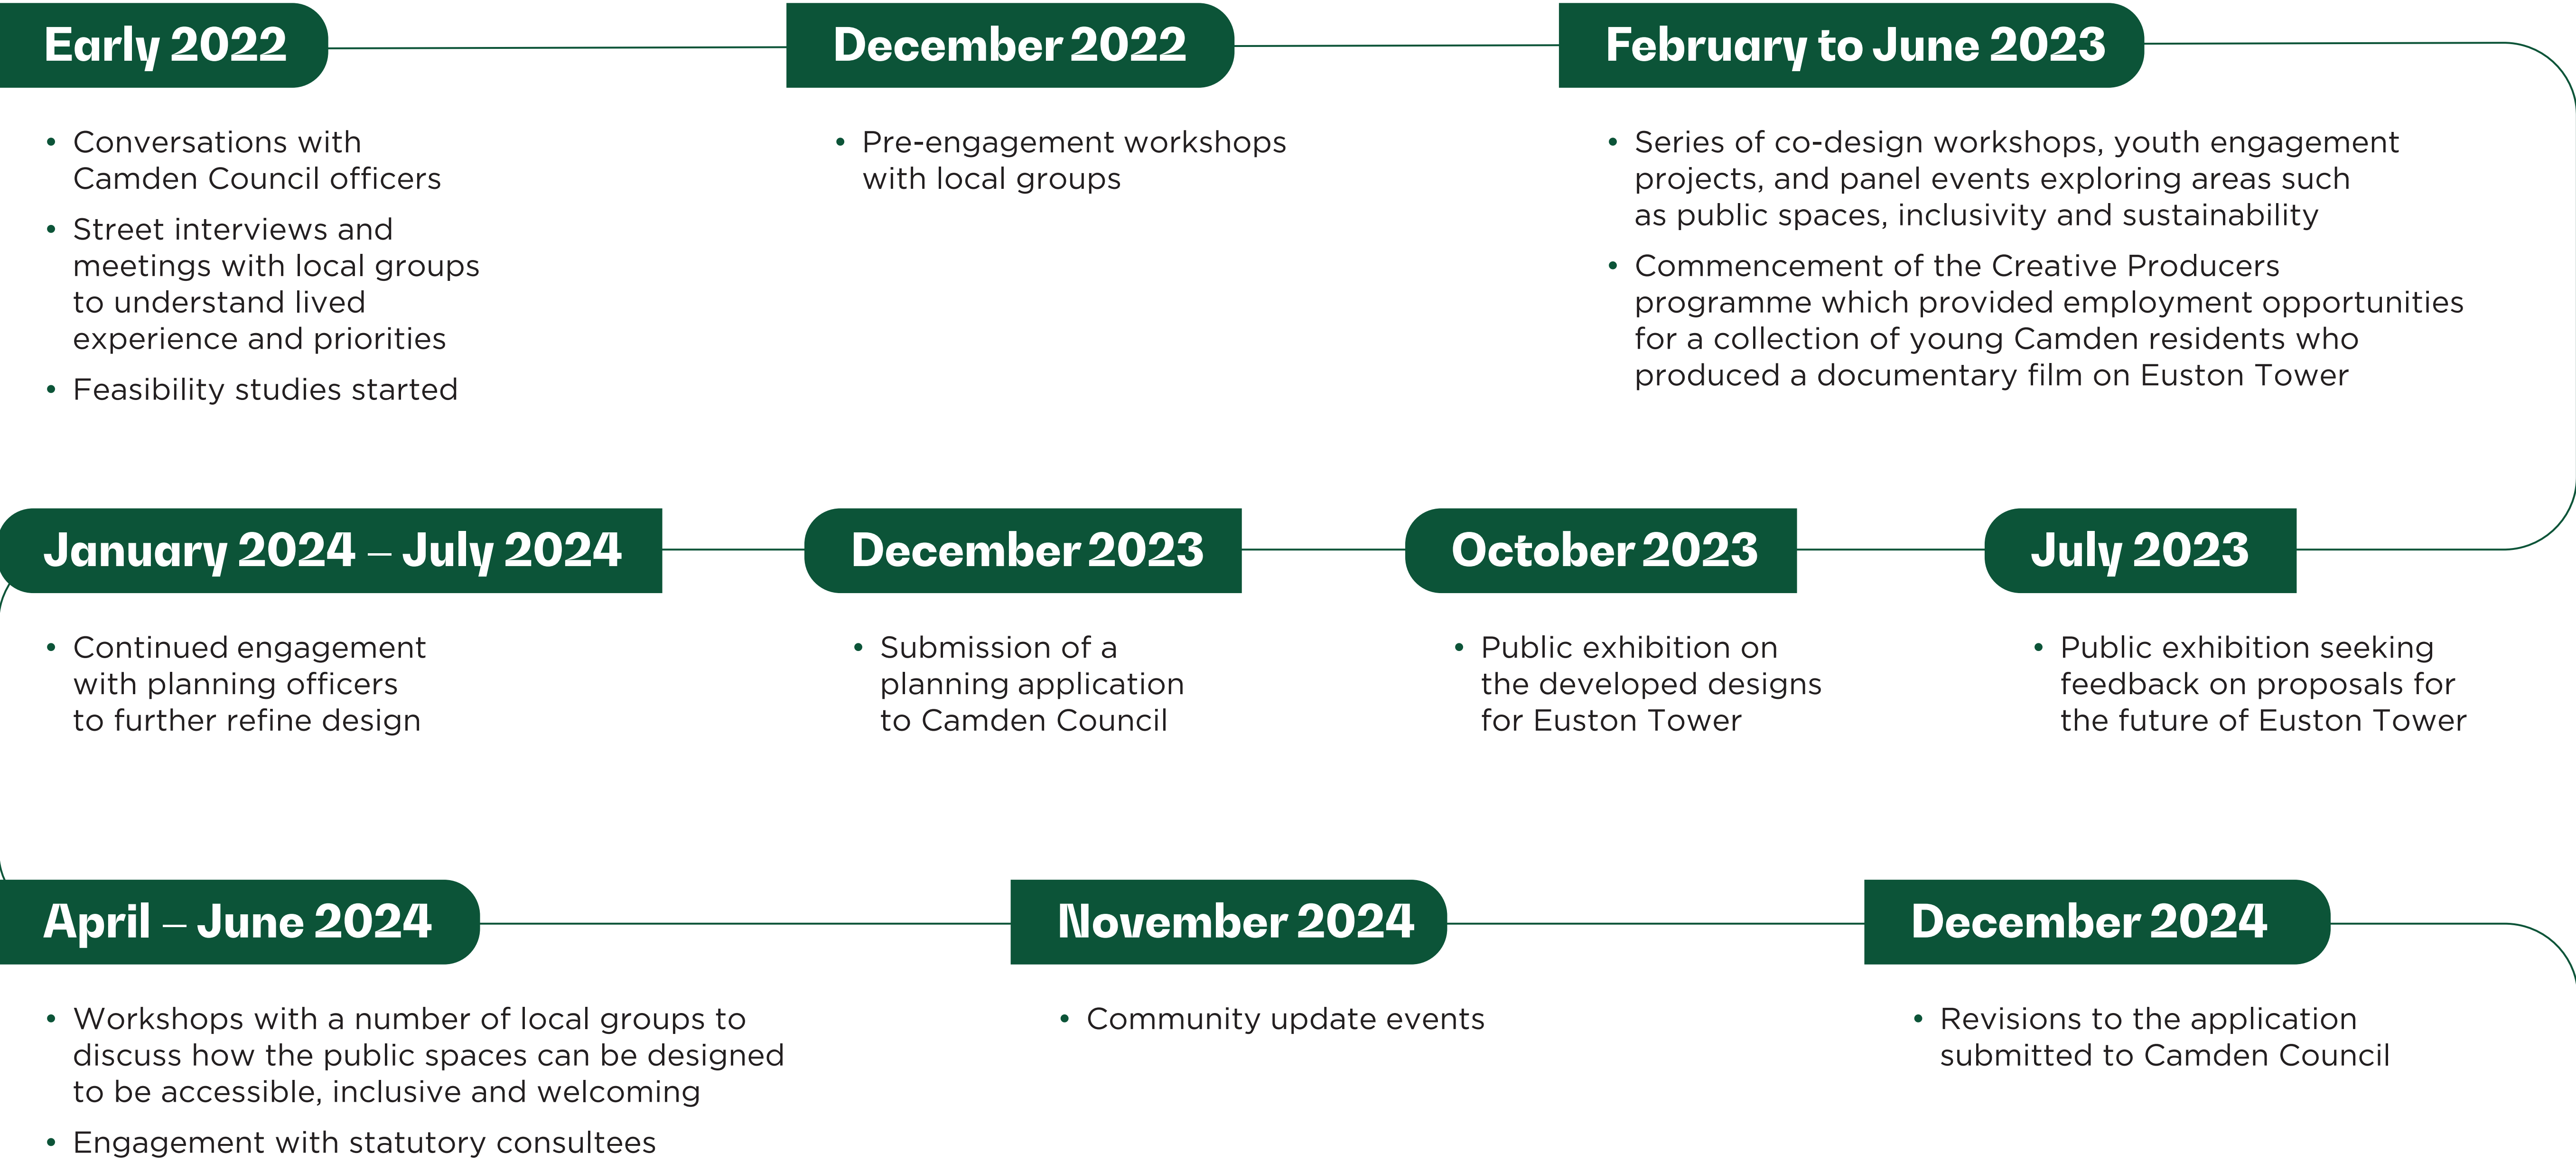 Early 2022
• Conversations with
Camden Council officers
• Street interviews and
meetings with local groups
to understand lived
experience and priorities
• Feasibility studies started
December 2022
• Pre-engagement workshops
with local groups
February to June 2023
• Series of co-design workshops, youth engagement
projects, and panel events exploring areas such
as public spaces, inclusivity and sustainability
• Commencement of the Creative Producers
programme which provided employment opportunities
for a collection of young Camden residents who
produced a documentary film on Euston Tower
July 2023
• Public exhibition seeking
feedback on proposals for
the future of Euston Tower
October 2023
• Public exhibition on
the developed designs
for Euston Tower
December 2023
• Submission of a
planning application
to Camden Council
January 2024 – July 2024
• Continued engagement
with planning officers
to further refine design
April – June 2024
• Workshops with a number of local groups to
discuss how the public spaces can be designed
to be accessible, inclusive and welcoming
• Engagement with statutory consultees
November 2024
• Community update events
December 2024
• Revisions to the application
submitted to Camden Council